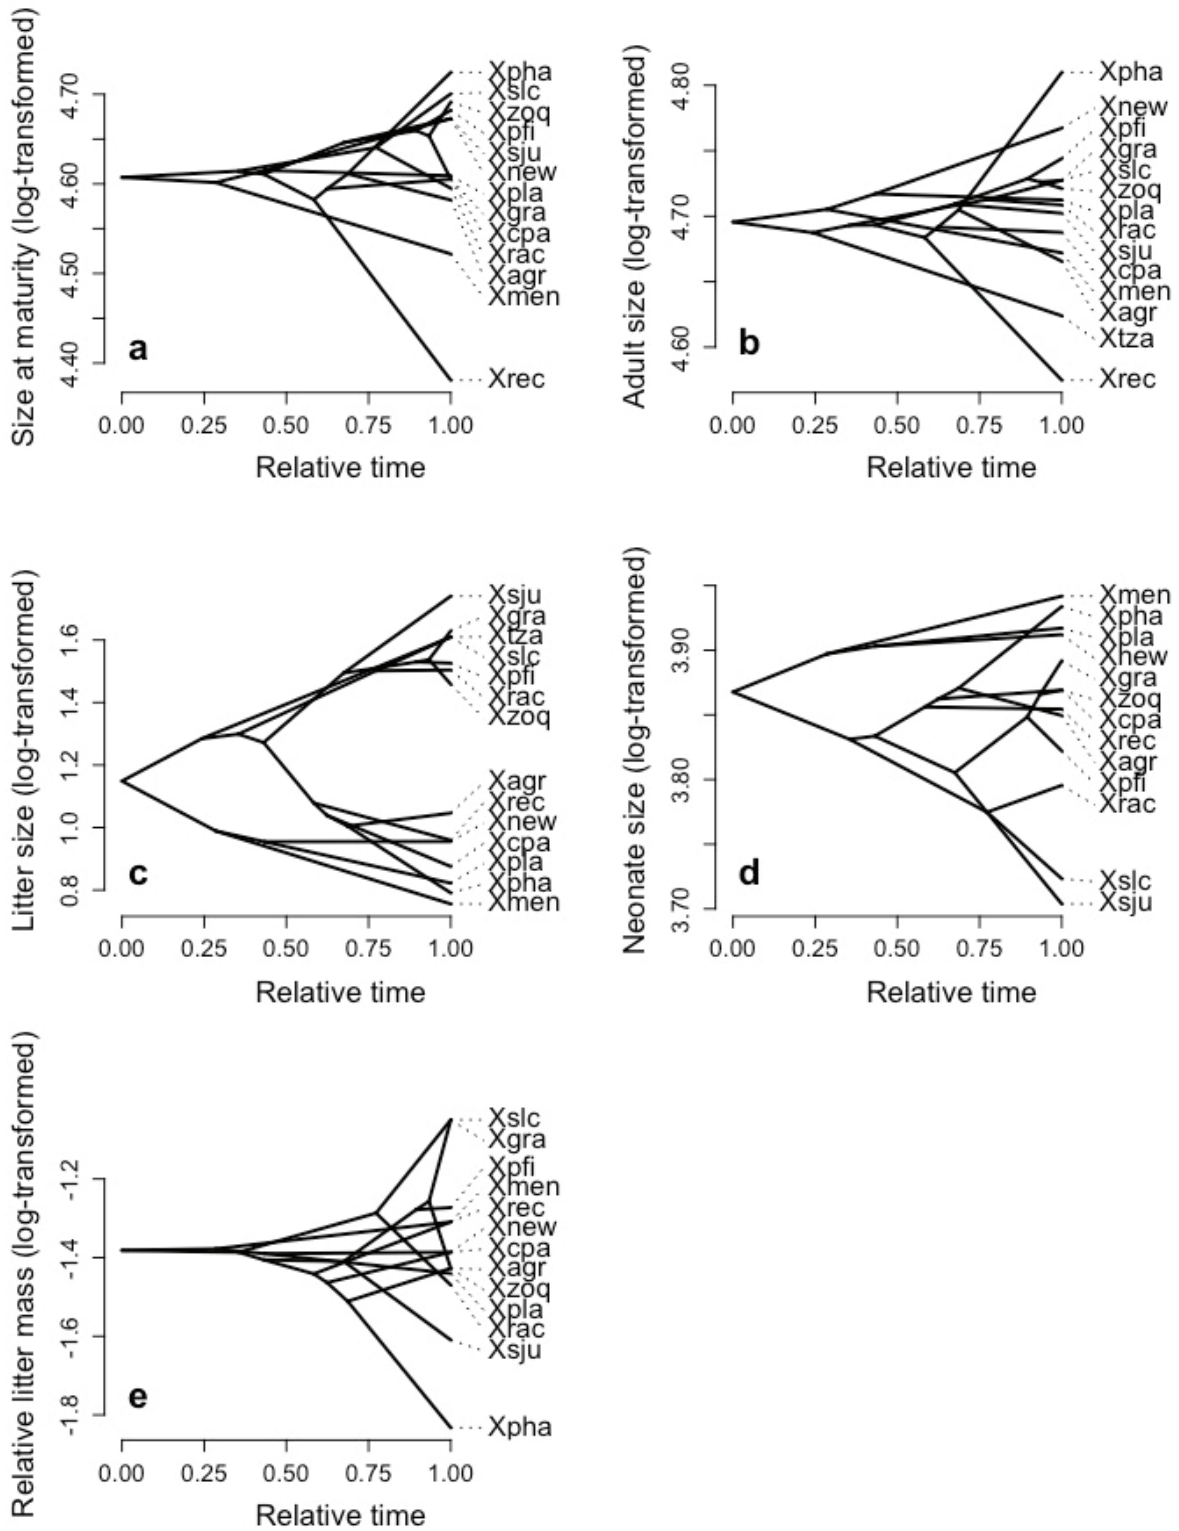 Size at maturity (log-transformed)
4.70
4.60
4.50
4.40
a
Xpha
Xslc
Xzoq
Xpfi
Xsju
Xnew
Xpla
Xgra
Xcpa
Xrac
Xagr
Xmen
Xrec
0.00 0.25 0.50 0.75 1.00
Relative time
Adult size (log-transformed)
4.80
4.70
4.60
b
Xpha
Xnew
Xpfi
Xgra
Xslc
Xzoq
Xpla
Xrac
Xsju
Xcpa
Xmen
Xagr
Xtza
Xrec
0.00 0.25 0.50 0.75 1.00
Relative time
Litter size (log-transformed)
1.6
1.4
1.2
1.0
0.8
c
Xsju
Xgra
Xtza
Xslc
Xpfi
Xrac
Xzoq
Xagr
Xrec
Xnew
Xcpa
Xpla
Xpha
Xmen
0.00 0.25 0.50 0.75 1.00
Relative time
Neonate size (log-transformed)
3.90
3.80
3.70
d
Xmen
Xpha
Xpla
Xnew
Xgra
Xzoq
Xcpa
Xrec
Xagr
Xpfi
Xrac
Xslc
Xsju
0.00 0.25 0.50 0.75 1.00
Relative time
Relative litter mass (log-transformed)
-1.2
-1.4
-1.6
-1.8
e
Xslc
Xgra
Xpfi
Xmen
Xrec
Xnew
Xcpa
Xagr
Xzoq
Xpla
Xrac
Xsju
Xpha
0.00 0.25 0.50 0.75 1.00
Relative time